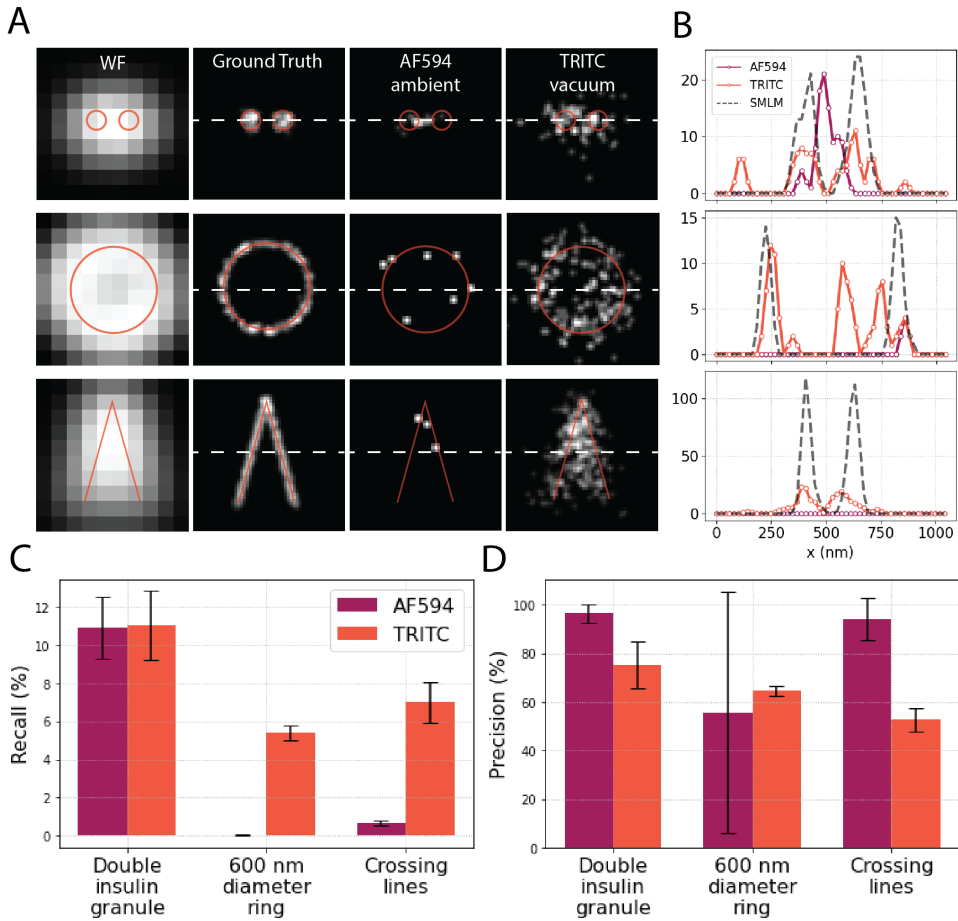 A
WF
Ground Truth
AF594
ambient
TRITC
vacuum
B
AF594
TRITC
SMLM
20
10
0
15
10
5
0
100
50
0
0
250
500
750
1000
x (nm)
C
Recall (%)
12
10
8
6
4
2
0
AF594
TRITC
Double
insulin
granule
600 nm
diameter
ring
Crossing
lines
D
Precision (%)
100
80
60
40
20
0
Double
insulin
granule
600 nm
diameter
ring
Crossing
lines